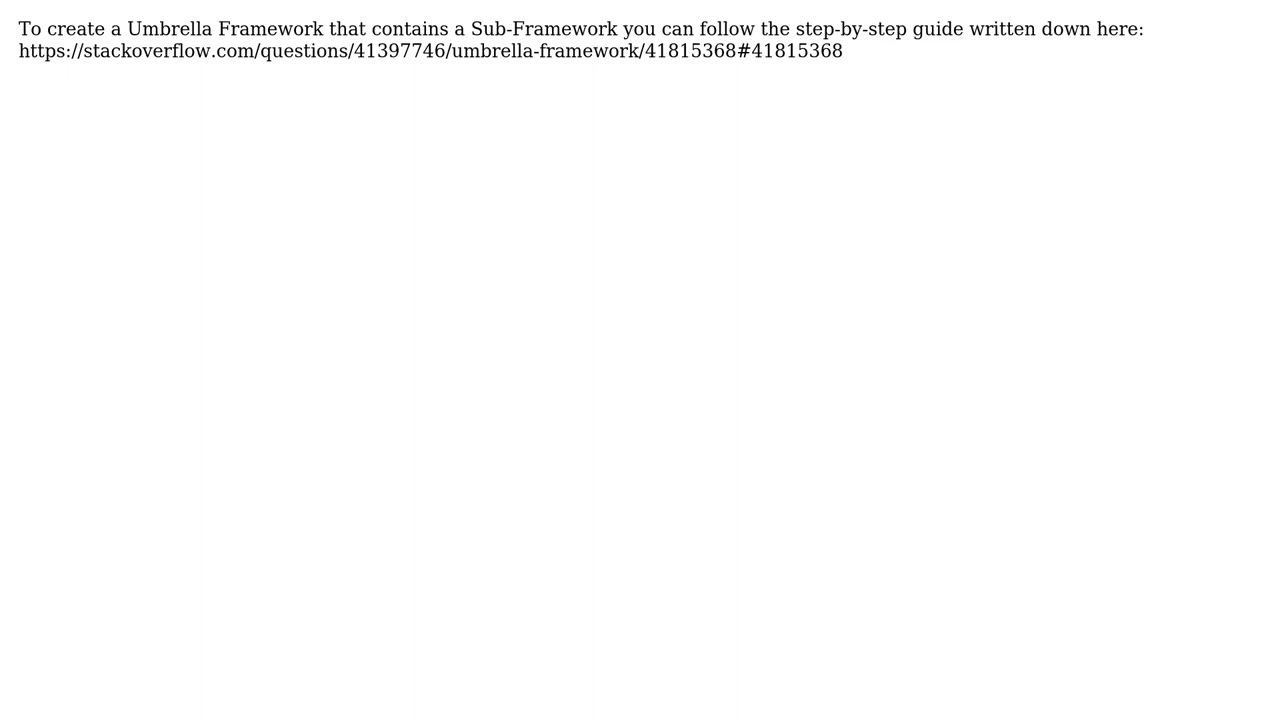 To create a Umbrella Framework that contains a Sub-Framework you can follow the step-by-step guide written down here:
https://stackoverflow.com/questions/41397746/umbrella-framework/41815368#41815368